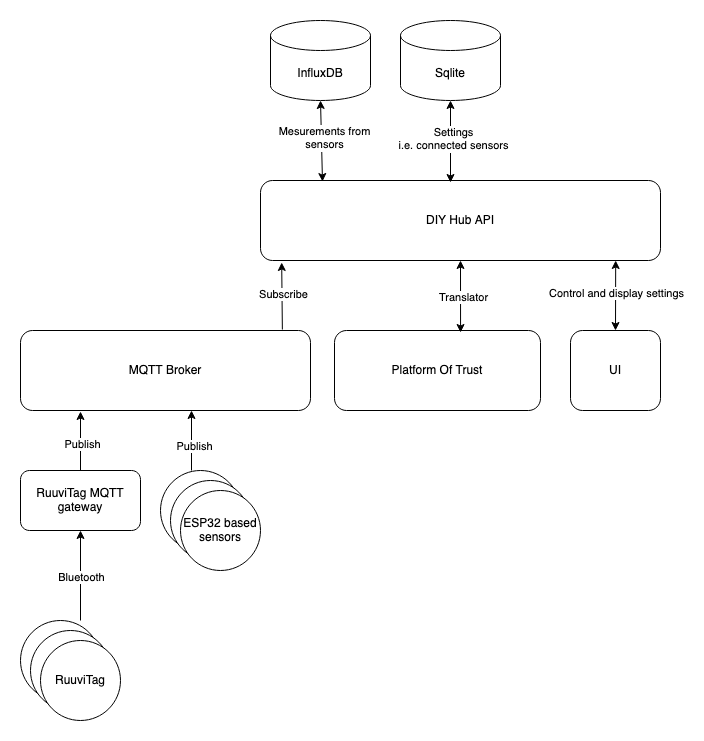 InfluxDB
Sqlite
Mesurements from
sensors
Settings
i.e. connected sensors
DIY Hub API
Subscribe
Translator
Control and display settings
MQTT Broker
Platform Of Trust
UI
Publish
Publish
RuuviTag MQTT
gateway
ESP32 based
sensors
Bluetooth
RuuviTag